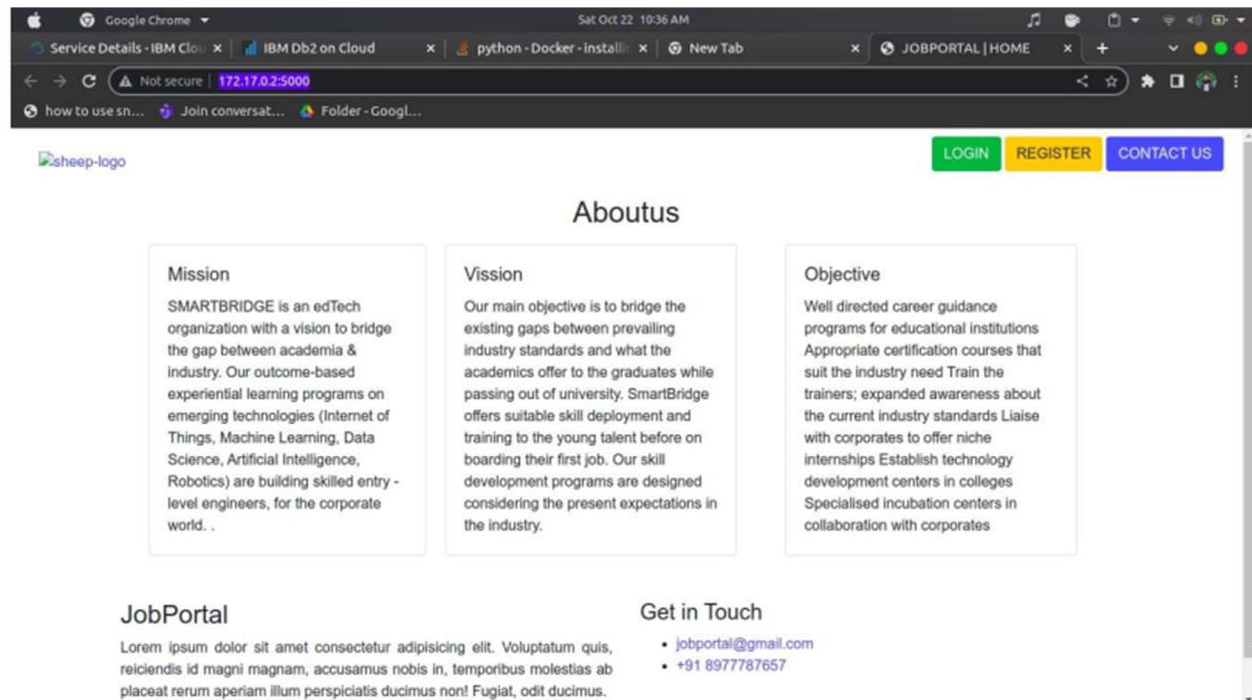 Google Chrome
Sat Oct 22 10:36 AM
Service Details - IBM Clou
IBM Db2 on Cloud
python - Docker - installi
New Tab
JOBPORTAL | HOME
Not secure | 172.17.0.2:5000
how to use sn...
Join conversat...
Folder - Googl...
sheep-logo
LOGIN
REGISTER
CONTACT US
Aboutus
Mission
SMARTBRIDGE is an edTech
organization with a vision to bridge
the gap between academia &
industry. Our outcome-based
experiential learning programs on
emerging technologies (Internet of
Things, Machine Learning, Data
Science, Artificial Intelligence,
Robotics) are building skilled entry -
level engineers, for the corporate
world. .
Vission
Our main objective is to bridge the
existing gaps between prevailing
industry standards and what the
academics offer to the graduates while
passing out of university. SmartBridge
offers suitable skill deployment and
training to the young talent before on
boarding their first job. Our skill
development programs are designed
considering the present expectations in
the industry.
Objective
Well directed career guidance
programs for educational institutions
Appropriate certification courses that
suit the industry need Train the
trainers; expanded awareness about
the current industry standards Liaise
with corporates to offer niche
internships Establish technology
development centers in colleges
Specialised incubation centers in
collaboration with corporates
JobPortal
Lorem ipsum dolor sit amet consectetur adipisicing elit. Voluptatum quis,
reiciendis id magni magnam, accusamus nobis in, temporibus molestias ab
placeat rerum aperiam illum perspiciatis ducimus non! Fugiat, odit ducimus.
Get in Touch
jobportal@gmail.com
+91 8977787657